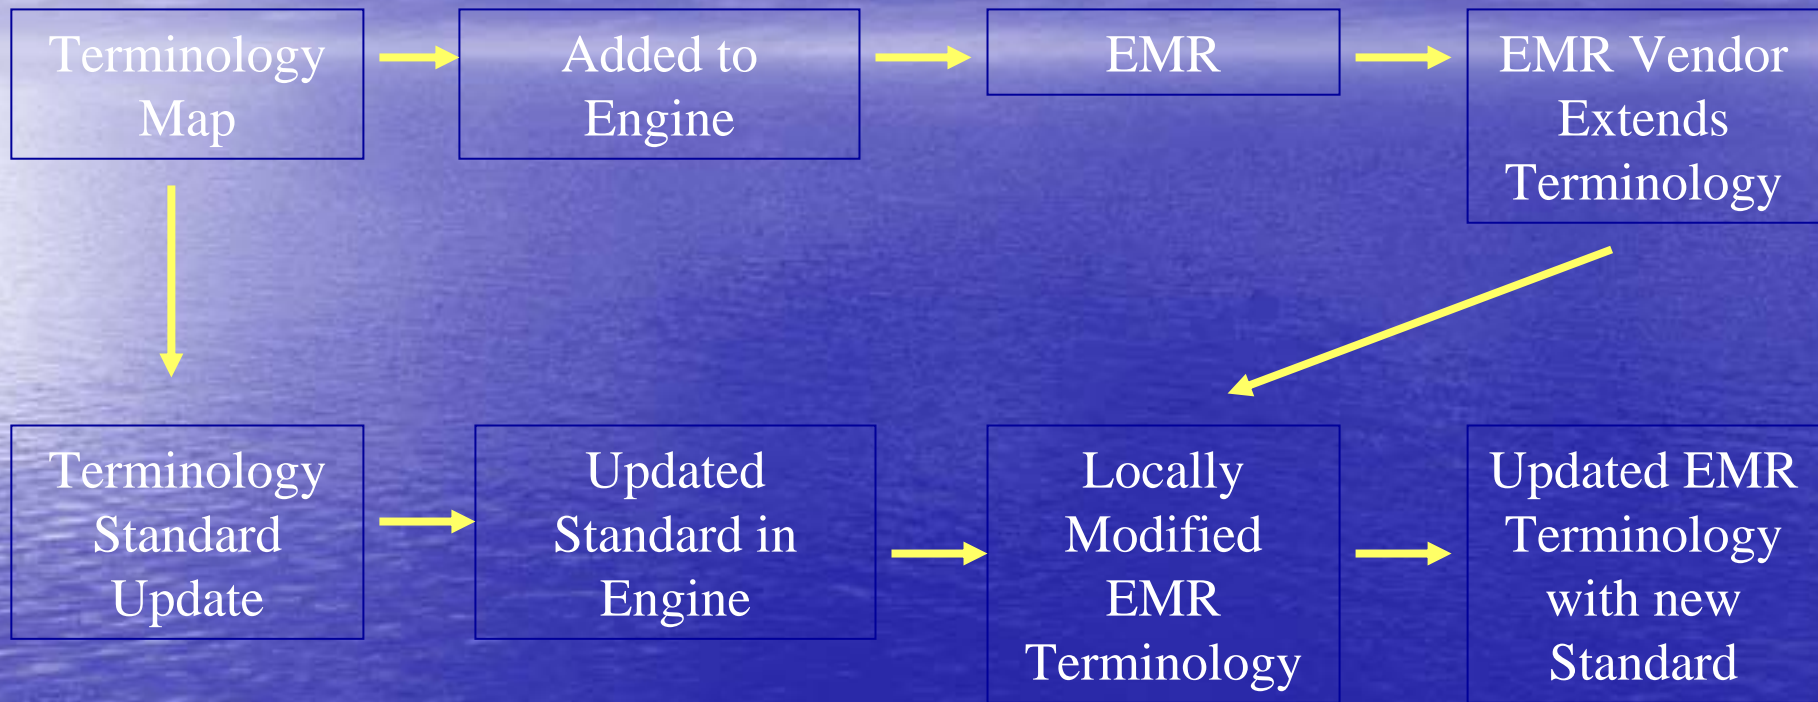 Terminology
Map
Added to
Engine
EMR
EMR Vendor
Extends
Terminology
Terminology
Standard
Update
Updated
Standard in
Engine
Locally
Modified
EMR
Terminology
Updated EMR
Terminology
with new
Standard